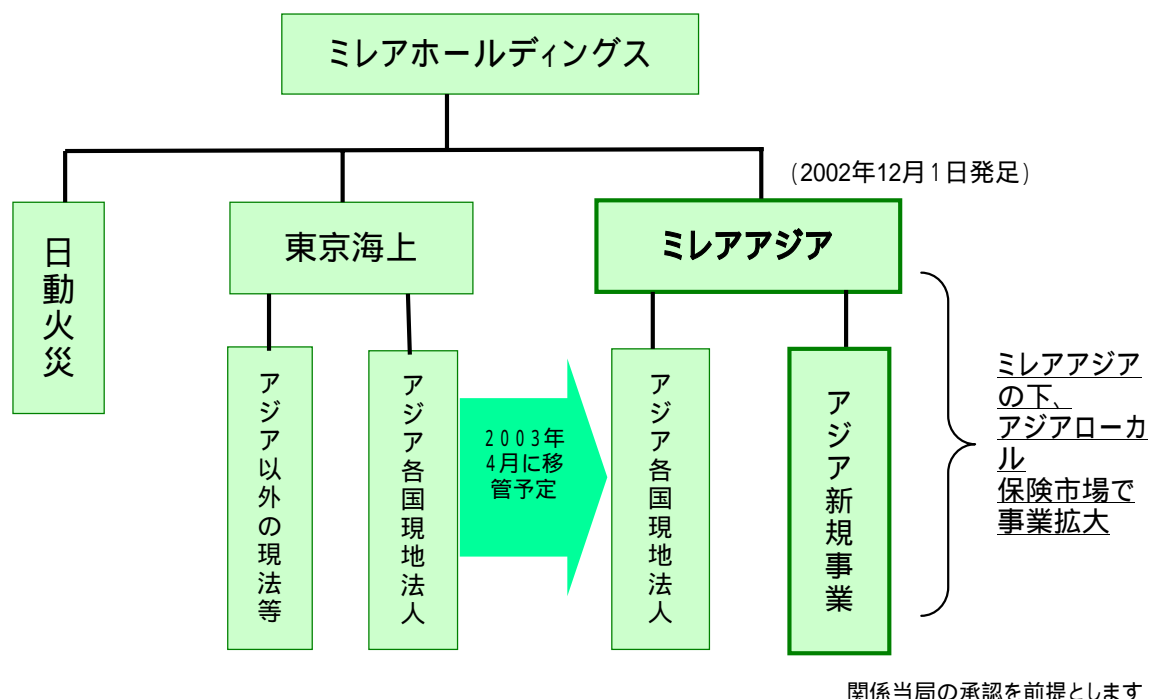 ミレアホールディングス
(2002年12月1日発足)
日動火災
東京海上
ミレアアジア
アジア以外の現法等
アジア各国現地法人
2003年
4月に移
管予定
アジア各国現地法人
アジア新規事業
ミレアアジア
の下、
アジアローカ
ル
保険市場で
事業拡大
関係当局の承認を前提とします